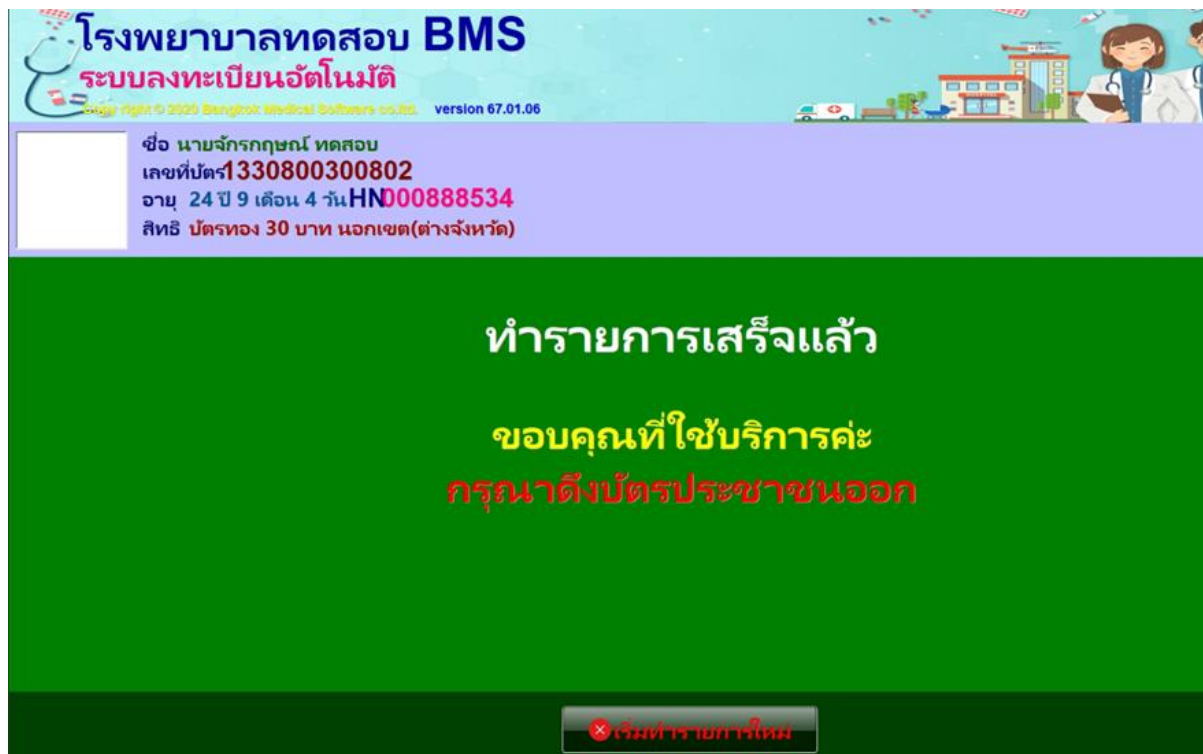 โรงพยาบาลทดสอบ BMS
ระบบลงทะเบียนอัตโนมัติ
Copy right © 2020 Bangkok Medical Software co.ltd. version 67.01.06
ชื่อ นายจักรกฤษณ์ ทดสอบ
เลขที่บัตร1330800300802
อายุ 24 ปี 9 เดือน 4 วัน HN000888534
สิทธิ บัตรทอง 30 บาท นอกเขต(ต่างจังหวัด)
ทำรายการเสร็จแล้ว
ขอบคุณที่ใช้บริการค่ะ
กรุณาดึงบัตรประชาชนออก
เริ่มทำรายการใหม่